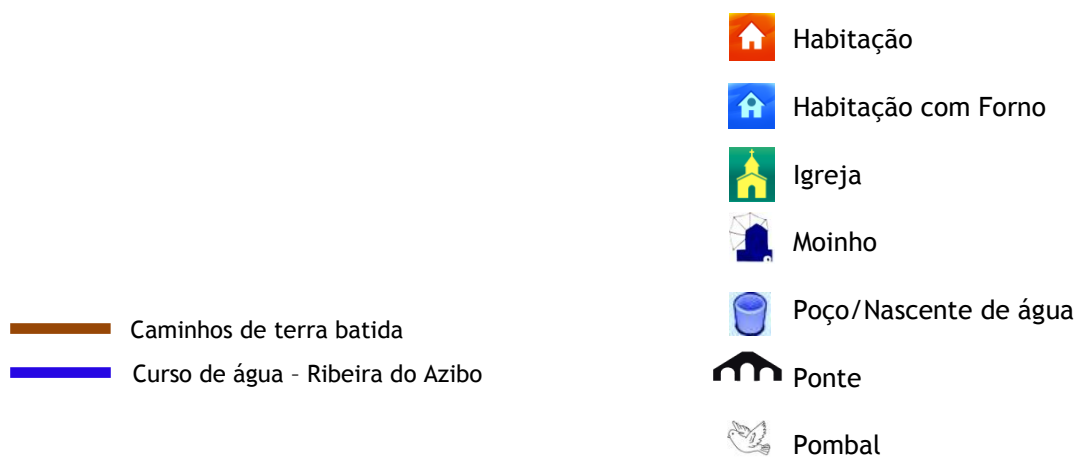 Habitação
Habitação com Forno
Igreja
Moinho
Poço/Nascente de água
Caminhos de terra batida
Curso de água – Ribeira do Azibo
Ponte
Pombal